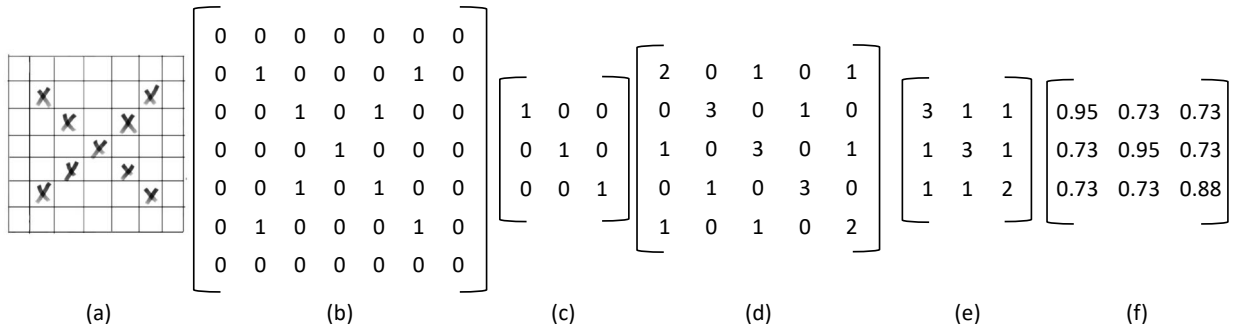 0 0 0 0 0 0 0
0 1 0 0 0 1 0
0 0 1 0 1 0 0
0 0 0 1 0 0 0
0 0 1 0 1 0 0
0 1 0 0 0 1 0
0 0 0 0 0 0 0
1 0 0
0 1 0
0 0 1
2 0 1 0 1
0 3 0 1 0
1 0 3 0 1
0 1 0 3 0
1 0 1 0 2
3 1 1
1 3 1
1 1 2
0.95 0.73 0.73
0.73 0.95 0.73
0.73 0.73 0.88
(a) (b) (c) (d) (e) (f)